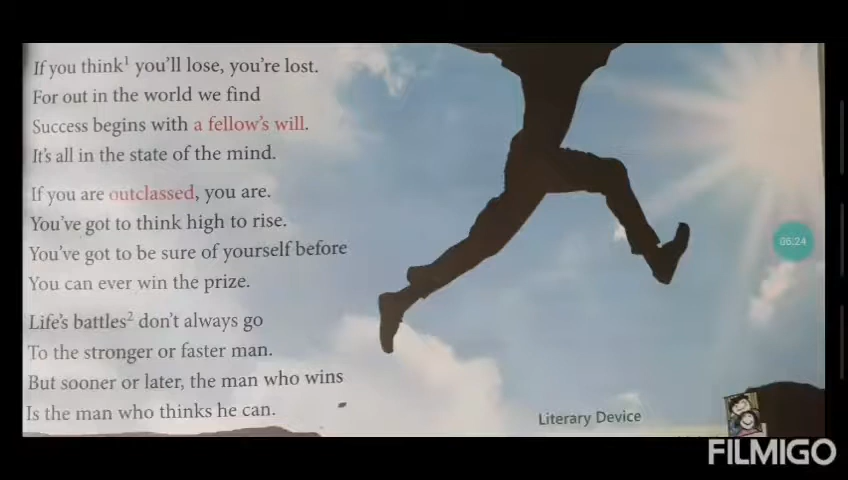 If you think¹ you'll lose, you're lost.
For out in the world we find
Success begins with a fellow's will.
It's all in the state of the mind.
If you are outclassed, you are.
You've got to think high to rise.
You've got to be sure of yourself before
You can ever win the prize.
Life's battles² don't always go
To the stronger or faster man.
But sooner or later, the man who wins
Is the man who thinks he can.
05:24
Literary Device
FILMIGO